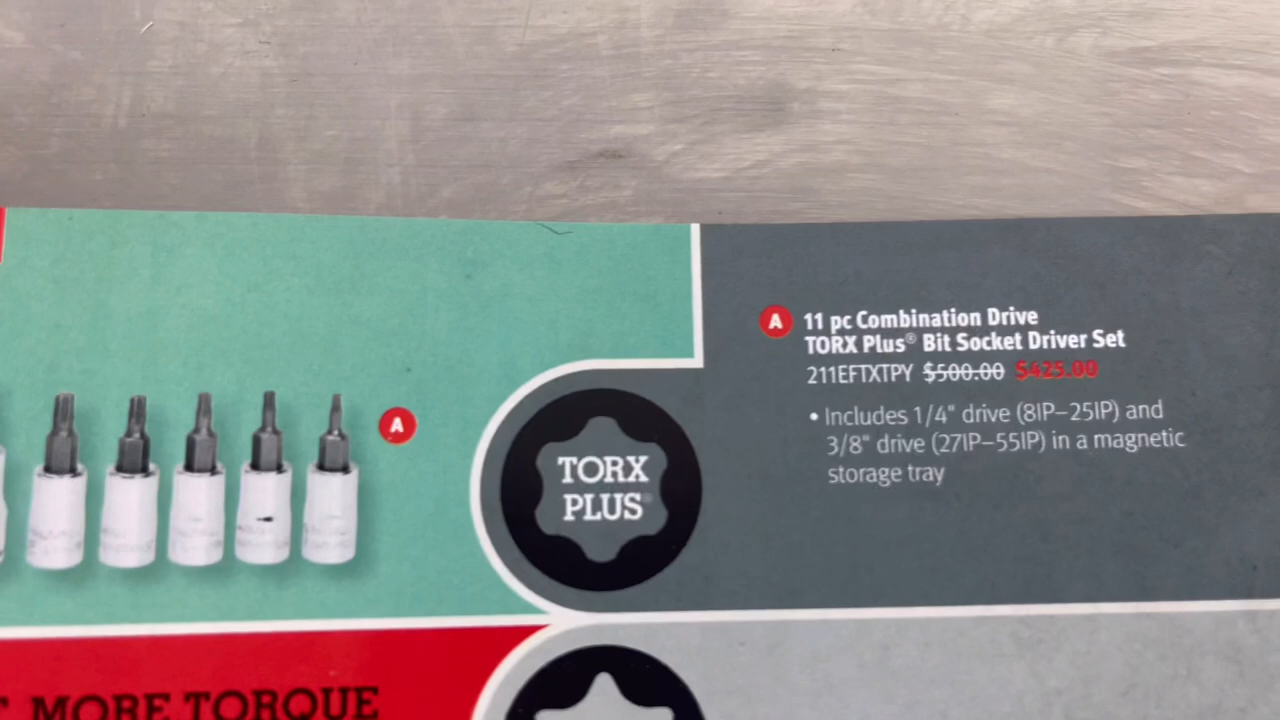 A 11 pc Combination Drive
TORX Plus® Bit Socket Driver Set
211EFTXTPY $500.00 $425.00
• Includes 1/4" drive (8IP–25IP) and
3/8" drive (27IP–55IP) in a magnetic
storage tray
A
TORX
PLUS®
MORE TORQUE